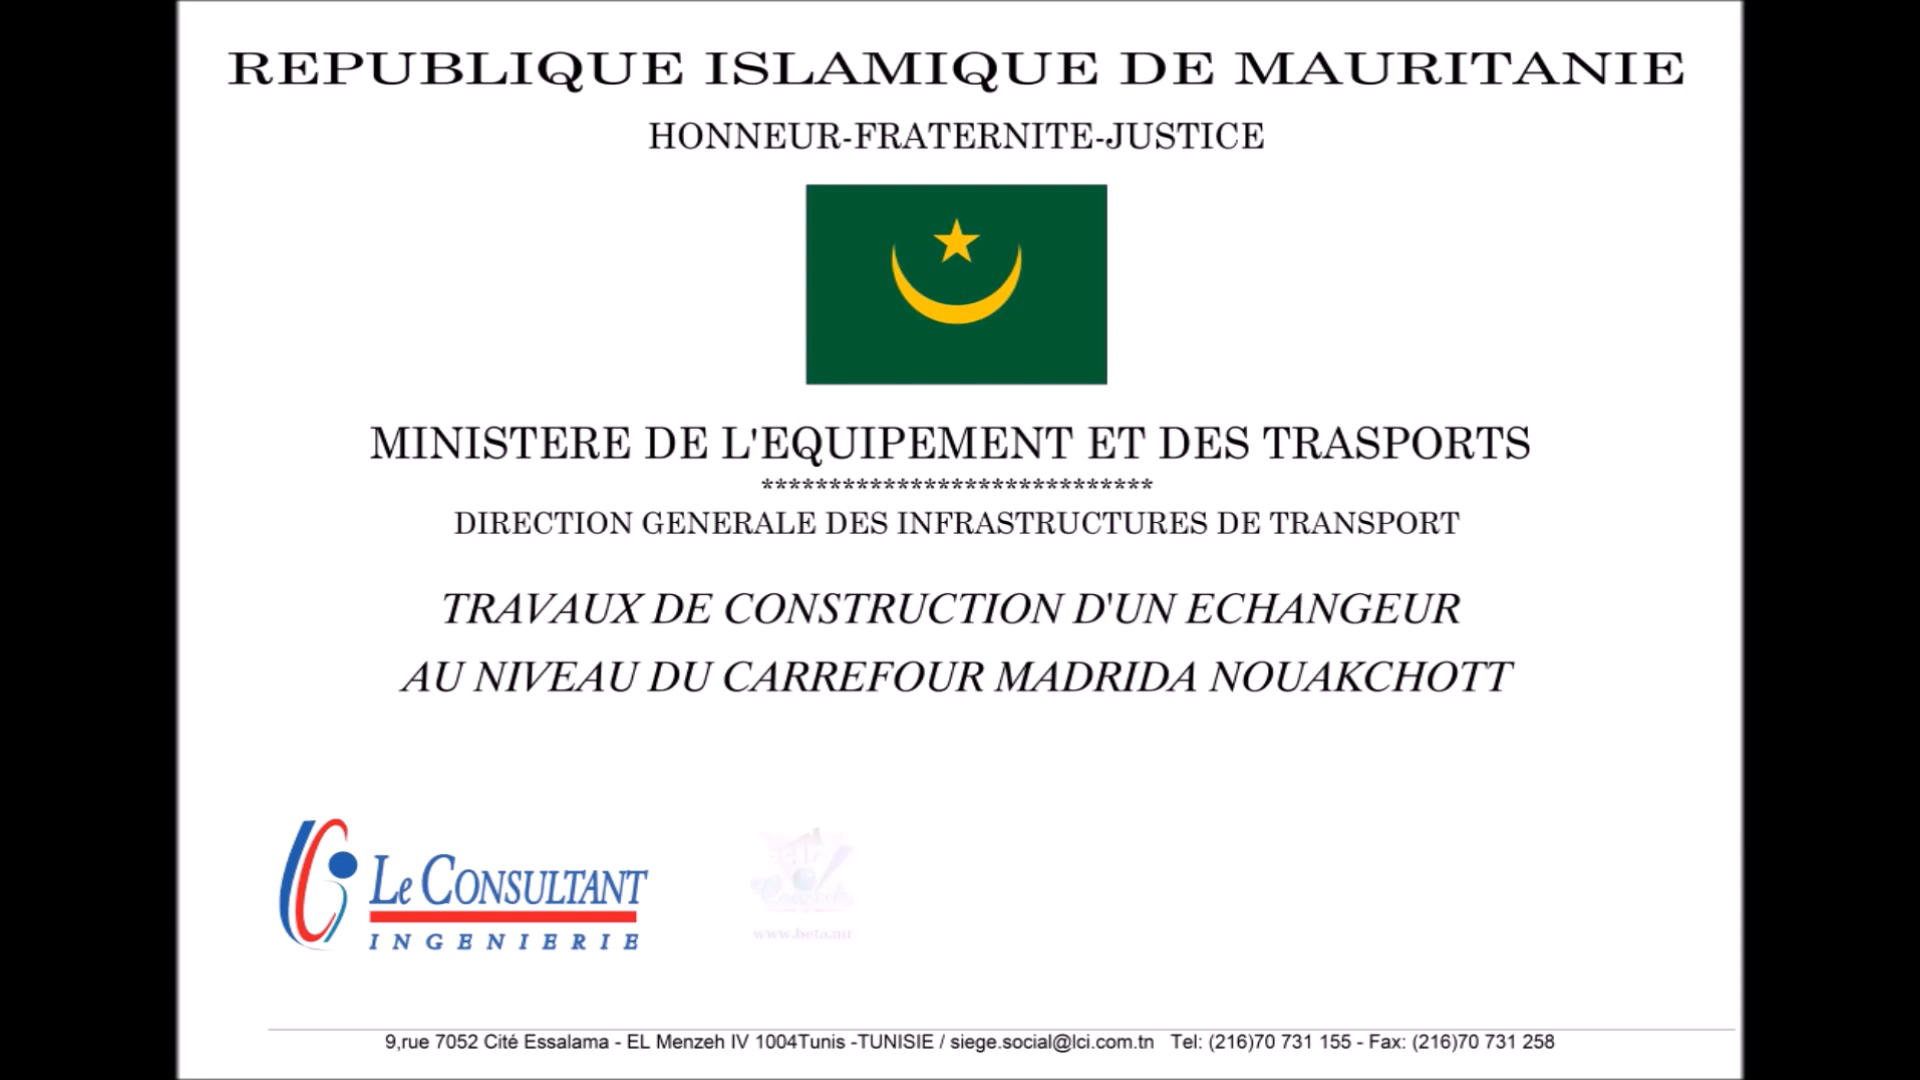 REPUBLIQUE ISLAMIQUE DE MAURITANIE
HONNEUR-FRATERNITE-JUSTICE
MINISTERE DE L'EQUIPEMENT ET DES TRASPORTS
*****************************
DIRECTION GENERALE DES INFRASTRUCTURES DE TRANSPORT
TRAVAUX DE CONSTRUCTION D'UN ECHANGEUR
AU NIVEAU DU CARREFOUR MADRIDA NOUAKCHOTT
LE CONSULTANT
INGENIERIE
www.beta.mr
9,rue 7052 Cité Essalama - EL Menzeh IV 1004Tunis -TUNISIE / siege.social@lci.com.tn Tel: (216)70 731 155 - Fax: (216)70 731 258